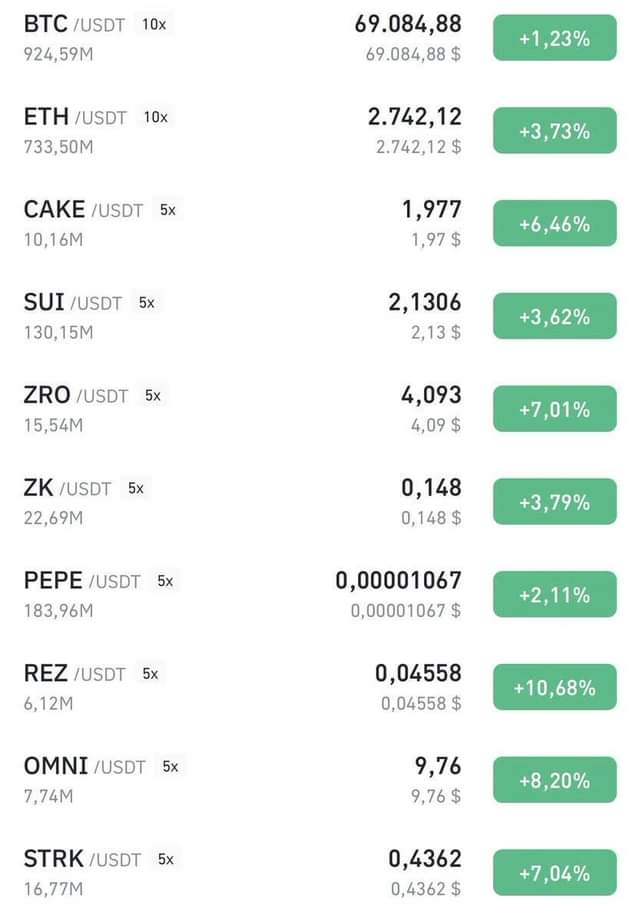 BTC /USDT 10x 69.084,88 +1,23%
924,59M 69.084,88 $
ETH /USDT 10x 2.742,12 +3,73%
733,50M 2.742,12 $
CAKE /USDT 5x 1,977 +6,46%
10,16M 1,97 $
SUI /USDT 5x 2,1306 +3,62%
130,15M 2,13 $
ZRO /USDT 5x 4,093 +7,01%
15,54M 4,09 $
ZK /USDT 5x 0,148 +3,79%
22,69M 0,148 $
PEPE /USDT 5x 0,00001067 +2,11%
183,96M 0,00001067 $
REZ /USDT 5x 0,04558 +10,68%
6,12M 0,04558 $
OMNI /USDT 5x 9,76 +8,20%
7,74M 9,76 $
STRK /USDT 5x 0,4362 +7,04%
16,77M 0,4362 $